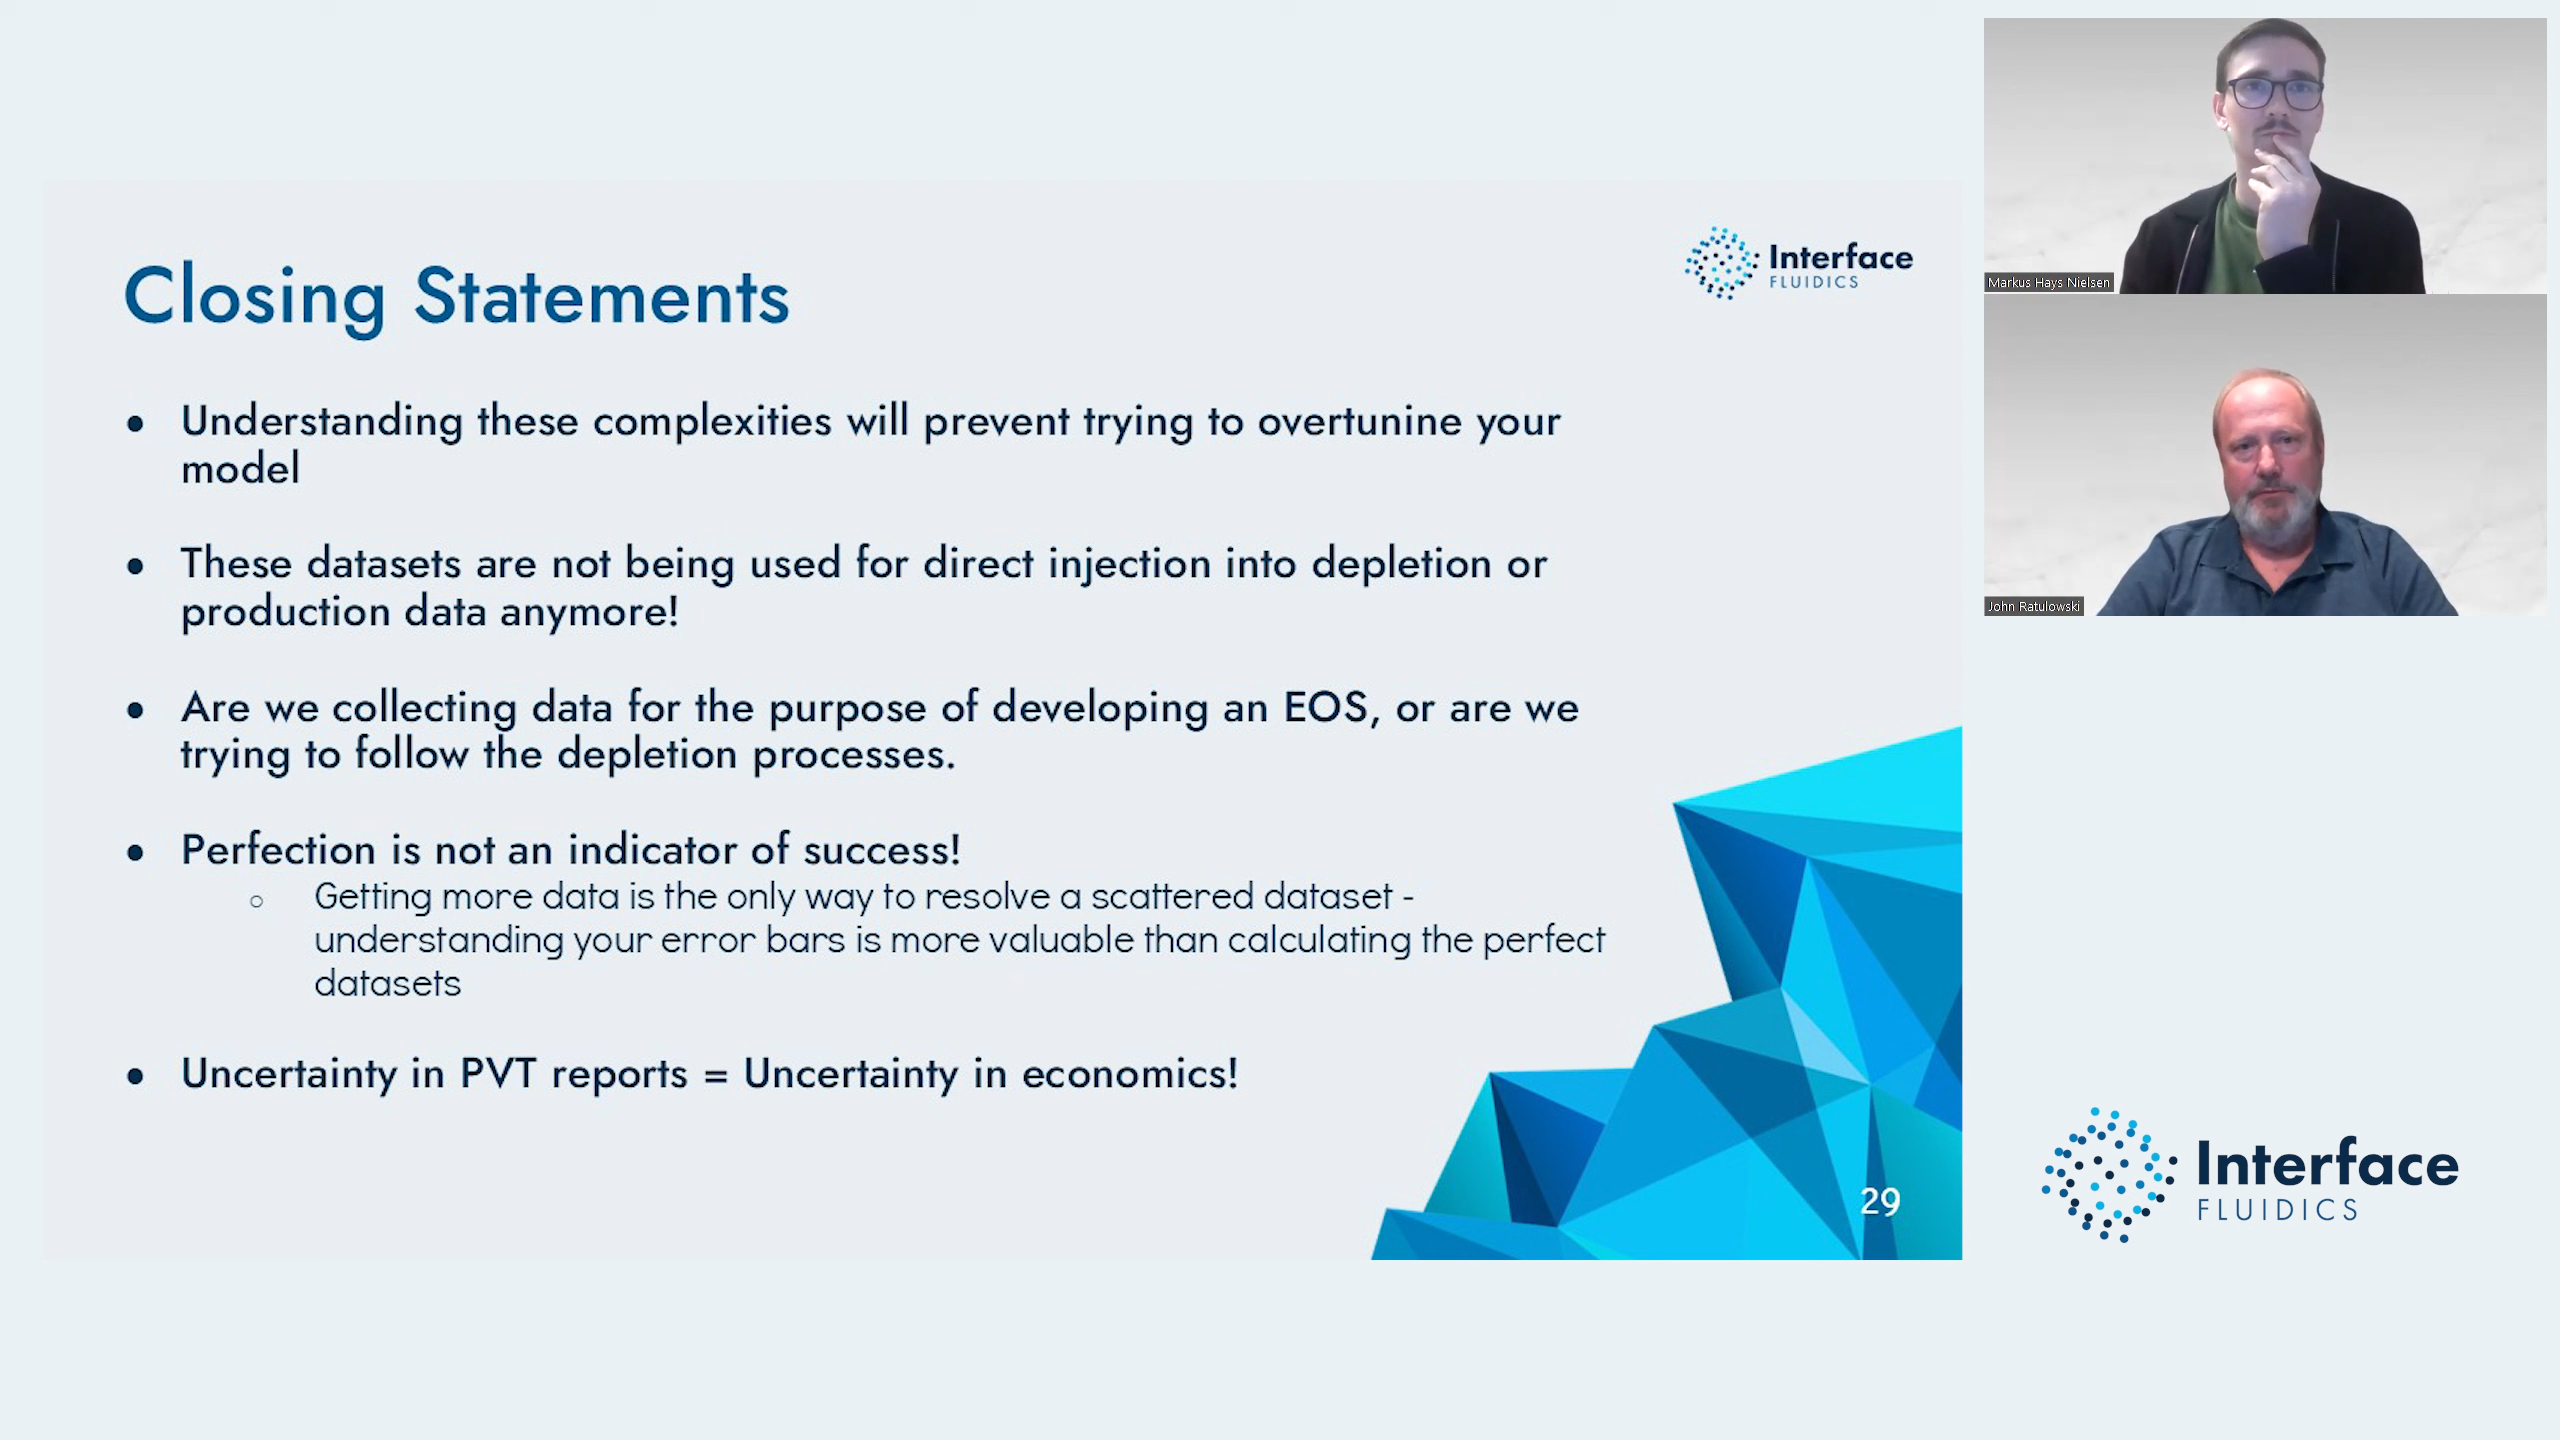 Closing Statements
Interface
FLUIDICS
• Understanding these complexities will prevent trying to overtunine your
model
• These datasets are not being used for direct injection into depletion or
production data anymore!
• Are we collecting data for the purpose of developing an EOS, or are we
trying to follow the depletion processes.
• Perfection is not an indicator of success!
○ Getting more data is the only way to resolve a scattered dataset -
understanding your error bars is more valuable than calculating the perfect
datasets
• Uncertainty in PVT reports = Uncertainty in economics!
29
Markus Hays Nielsen
John Ratulowski
Interface
FLUIDICS